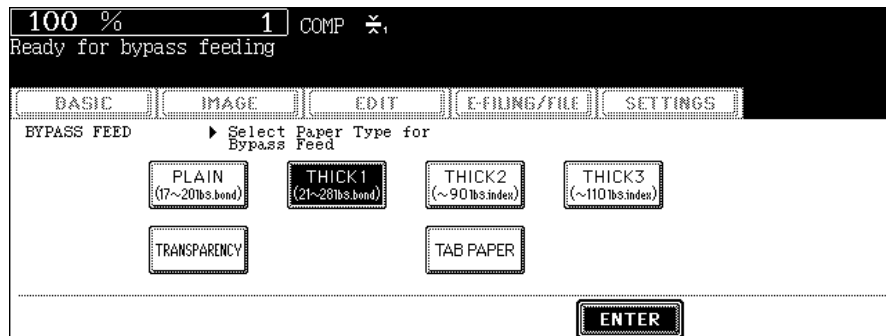 100 % 1 COMP
Ready for bypass feeding
BASIC IMAGE EDIT E-FILING/FILE SETTINGS
BYPASS FEED ▶ Select Paper Type for
Bypass Feed
PLAIN THICK1 THICK2 THICK3
(17~20lbs.bond) (21~28lbs.bond) (~90lbs.index) (~110lbs.index)
TRANSPARENCY TAB PAPER
ENTER